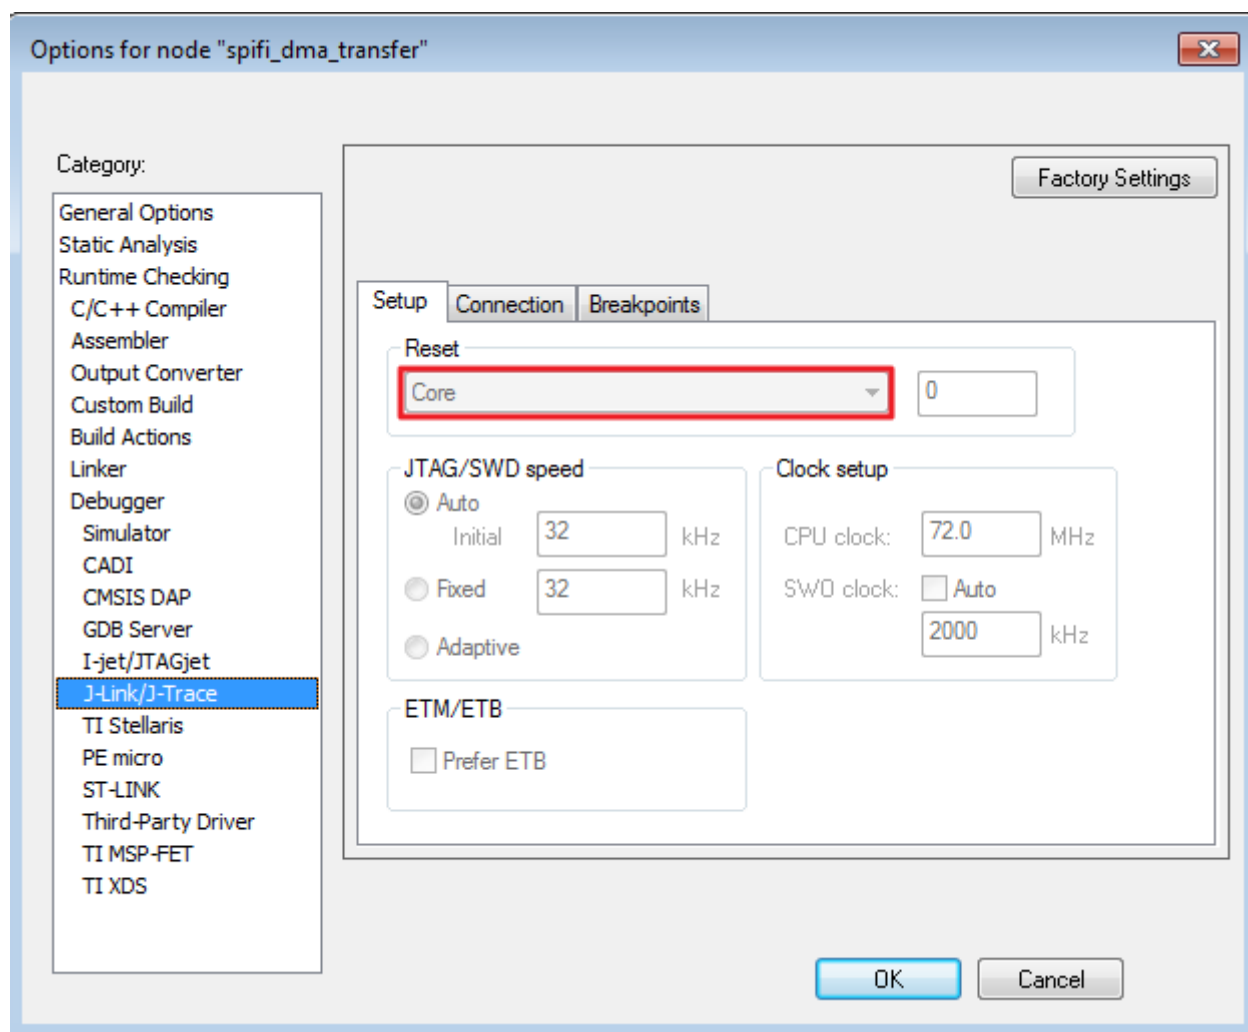 Options for node "spifi_dma_transfer"
Category:
Factory Settings
General Options
Static Analysis
Runtime Checking
C/C++ Compiler
Assembler
Output Converter
Custom Build
Build Actions
Linker
Debugger
Simulator
CADI
CMSIS DAP
GDB Server
I-jet/JTAGjet
J-Link/J-Trace
TI Stellaris
PE micro
ST-LINK
Third-Party Driver
TI MSP-FET
TI XDS
Setup Connection Breakpoints
Reset
Core 0
JTAG/SWD speed
Auto
Initial 32 kHz
Fixed 32 kHz
Adaptive
Clock setup
CPU clock: 72.0 MHz
SWO clock: Auto
2000 kHz
ETM/ETB
Prefer ETB
OK Cancel